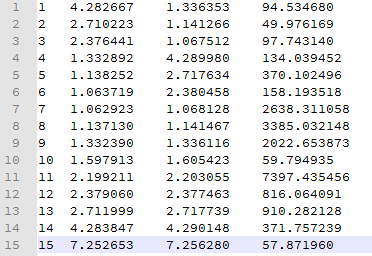 1 1 4.282667 1.336353 94.534680
2 2 2.710223 1.141266 49.976169
3 3 2.376441 1.067512 97.743140
4 4 1.332892 4.289980 134.039452
5 5 1.138252 2.717634 370.102496
6 6 1.063719 2.380458 158.193518
7 7 1.062923 1.068128 2638.311058
8 8 1.137130 1.141467 3385.032148
9 9 1.332390 1.336116 2022.653873
10 10 1.597913 1.605423 59.794935
11 11 2.199211 2.203055 7397.435456
12 12 2.379060 2.377463 816.064091
13 13 2.711999 2.717739 910.282128
14 14 4.283847 4.290148 371.757239
15 15 7.252653 7.256280 57.871960